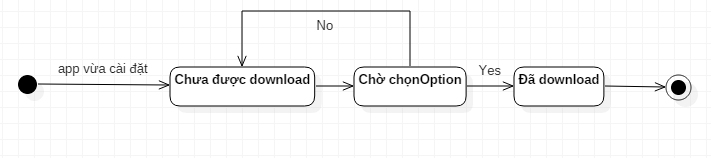 No
app vừa cài đặt
Chưa được download
Chờ chọnOption
Yes
Đã download